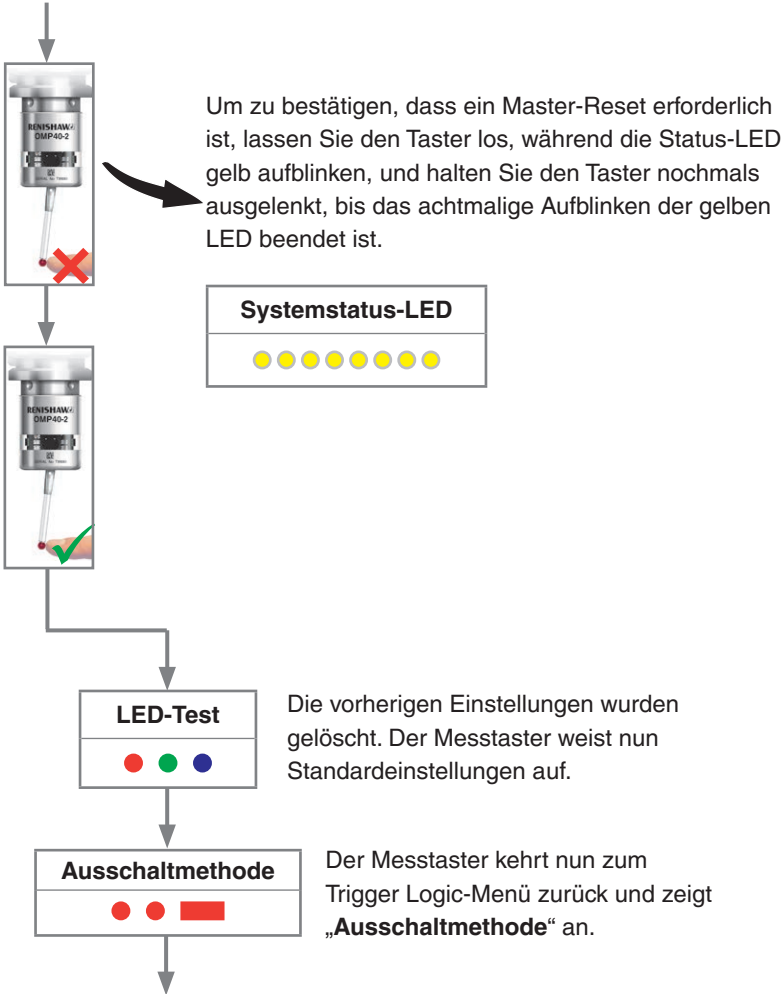 RENISHAW
OMP40-2
Um zu bestätigen, dass ein Master-Reset erforderlich
ist, lassen Sie den Taster los, während die Status-LED
gelb aufblinken, und halten Sie den Taster nochmals
ausgelenkt, bis das achtmalige Aufblinken der gelben
LED beendet ist.
Systemstatus-LED
RENISHAW
OMP40-2
LED-Test
Die vorherigen Einstellungen wurden
gelöscht. Der Messtaster weist nun
Standardeinstellungen auf.
Ausschaltmethode
Der Messtaster kehrt nun zum
Trigger Logic-Menü zurück und zeigt
„Ausschaltmethode“ an.